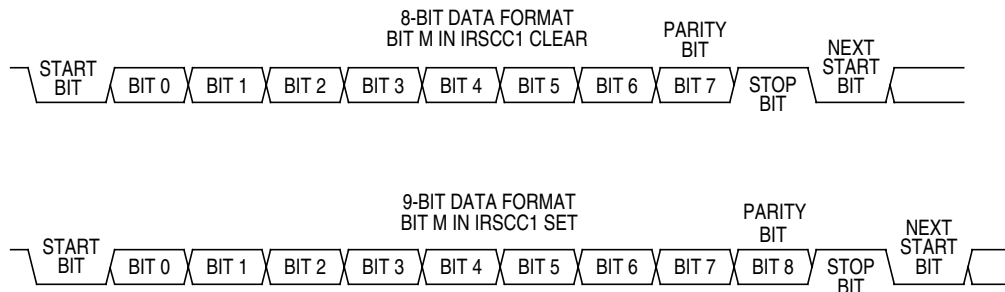 8-BIT DATA FORMAT
BIT M IN IRSCC1 CLEAR
PARITY
BIT
START
BIT
BIT 0
BIT 1
BIT 2
BIT 3
BIT 4
BIT 5
BIT 6
BIT 7
STOP
BIT
NEXT
START
BIT
9-BIT DATA FORMAT
BIT M IN IRSCC1 SET
PARITY
BIT
START
BIT
BIT 0
BIT 1
BIT 2
BIT 3
BIT 4
BIT 5
BIT 6
BIT 7
BIT 8
STOP
BIT
NEXT
START
BIT